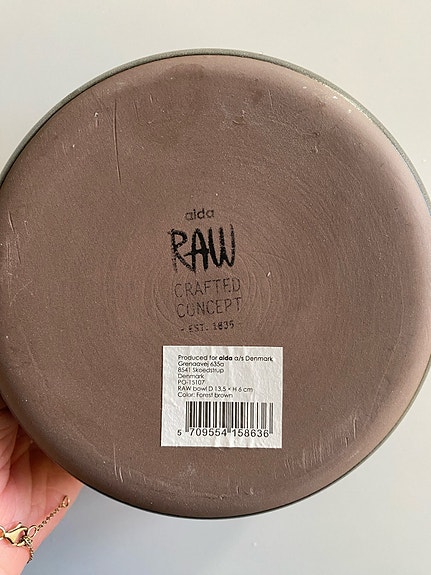 aida
RAW
CRAFTED
CONCEPT
- EST. 1635 -
Produced for aida a/s Denmark
Grenaavej 635a
8541 Skoedstrup
Denmark
PO-15107
RAW bowl D 13,5 × H 6 cm
Color: Forest brown
5 709554 158636